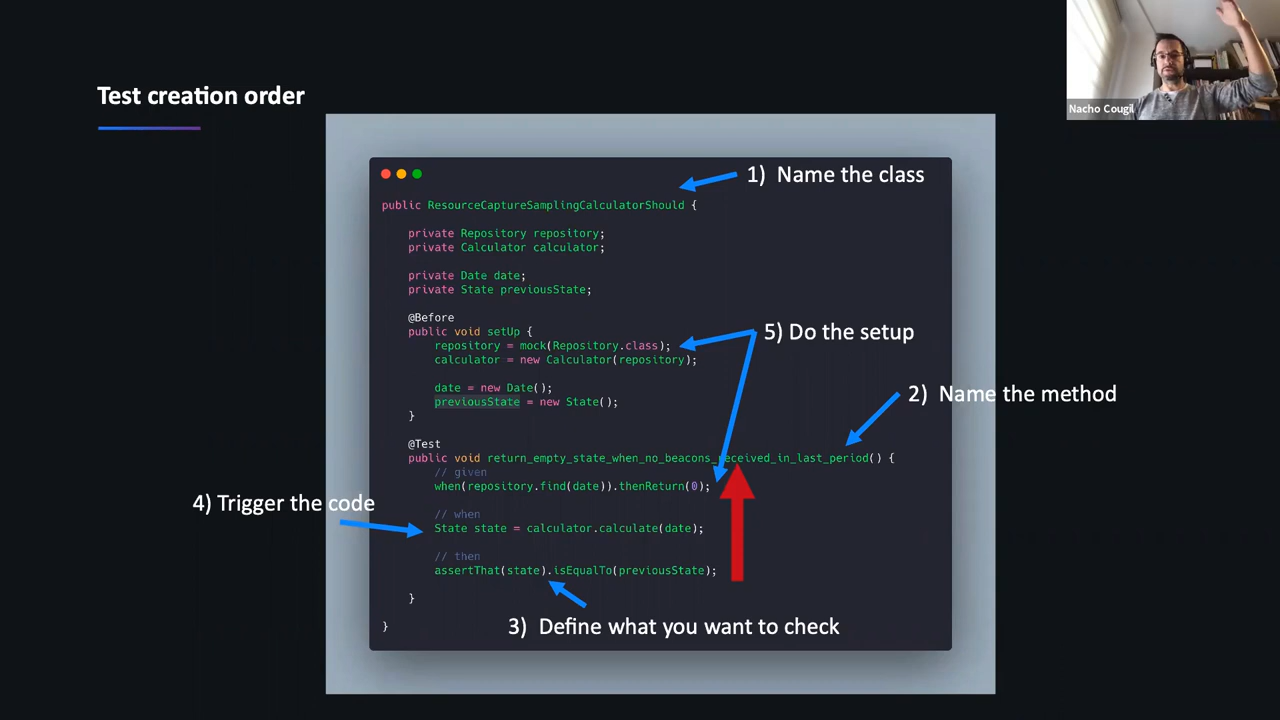 Nacho Cougil
Test creation order
1) Name the class
public ResourceCaptureSamplingCalculatorShould {
private Repository repository;
private Calculator calculator;
private Date date;
private State previousState;
@Before
public void setUp {
5) Do the setup
repository = mock(Repository.class);
calculator = new Calculator(repository);
date = new Date();
previousState = new State();
}
2) Name the method
@Test
public void return_empty_state_when_no_beacons_received_in_last_period() {
// given
when(repository.find(date)).thenReturn(0);
4) Trigger the code
// when
State state = calculator.calculate(date);
// then
assertThat(state).isEqualTo(previousState);
}
3) Define what you want to check
}